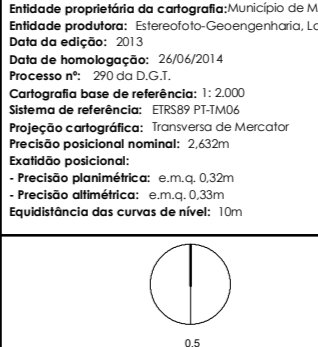 Entidade proprietária da cartografia:Município de M
Entidade produtora: Estereofoto-Geoengenharia, Lo
Data da edição: 2013
Data de homologação: 26/06/2014
Processo nº: 290 da D.G.T.
Cartografia base de referência: 1: 2.000
Sistema de referência: ETRS89 PT-TM06
Projeção cartográfica: Transversa de Mercator
Precisão posicional nominal: 2,632m
Exatidão posicional:
- Precisão planimétrica: e.m.q. 0,32m
- Precisão altimétrica: e.m.q. 0,33m
Equidistância das curvas de nível: 10m
0.5